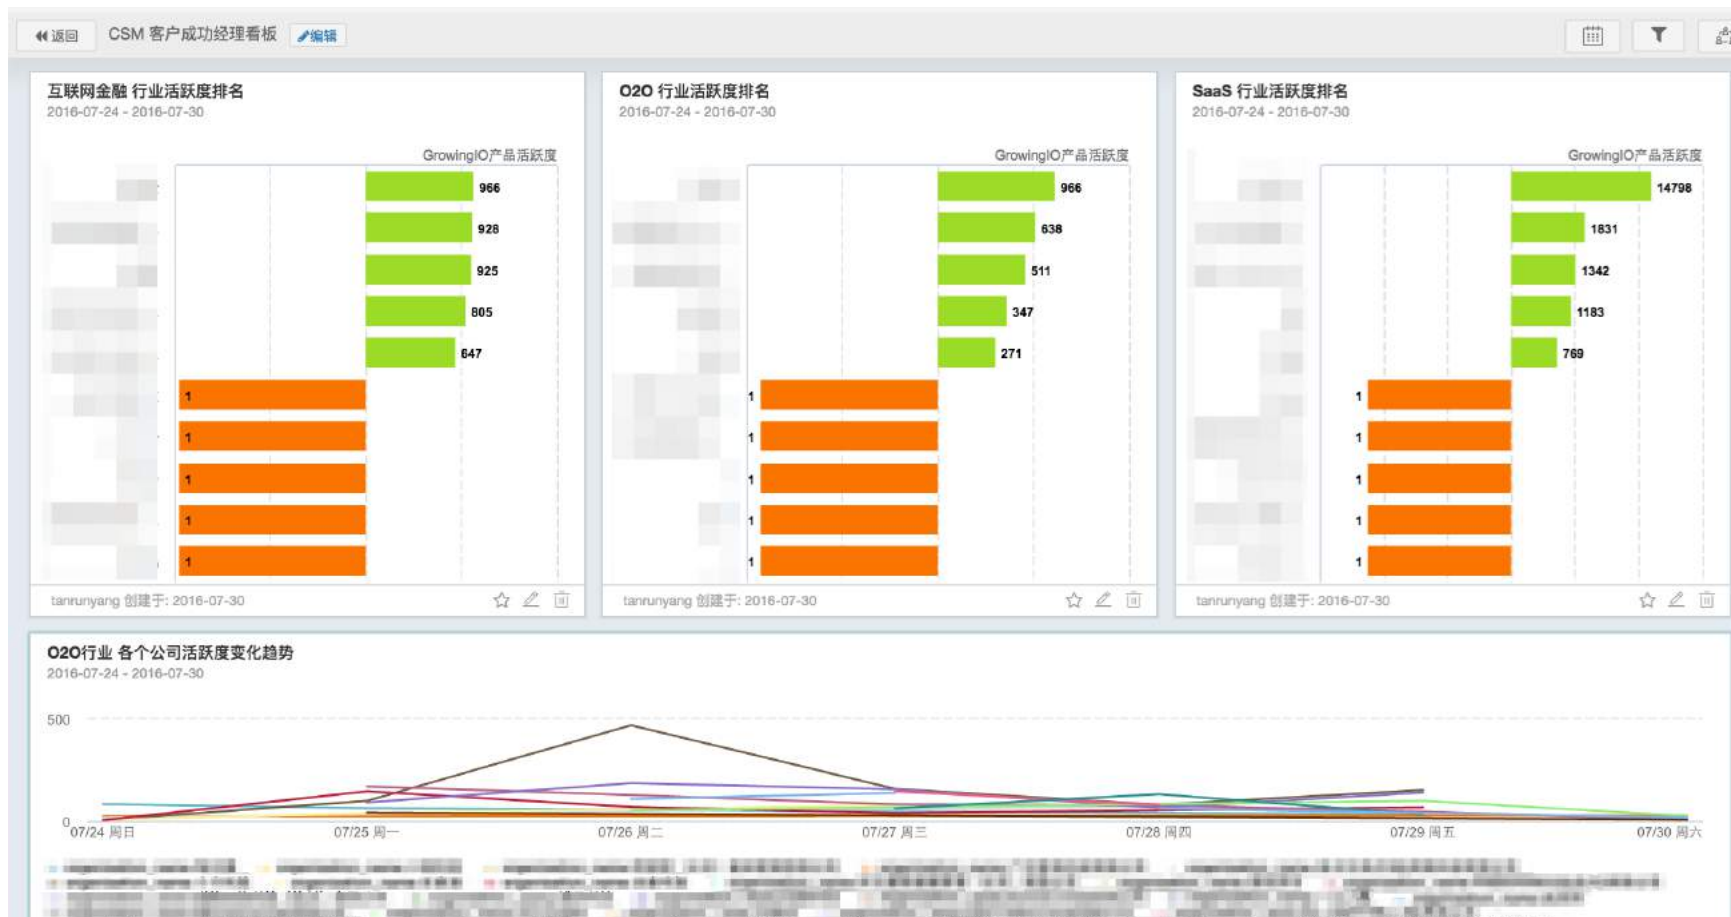 返回 CSM 客户成功经理看板 编辑
互联网金融 行业活跃度排名
2016-07-24 - 2016-07-30
GrowingIO产品活跃度
966
928
925
805
647
1
1
1
1
1
tanrunyang 创建于: 2016-07-30
O2O 行业活跃度排名
2016-07-24 - 2016-07-30
GrowingIO产品活跃度
966
638
511
347
271
1
1
1
1
1
tanrunyang 创建于: 2016-07-30
SaaS 行业活跃度排名
2016-07-24 - 2016-07-30
GrowingIO产品活跃度
14798
1831
1342
1183
769
1
1
1
1
1
tanrunyang 创建于: 2016-07-30
O2O行业 各个公司活跃度变化趋势
2016-07-24 - 2016-07-30
500
0
07/24 周日 07/25 周一 07/26 周二 07/27 周三 07/28 周四 07/29 周五 07/30 周六